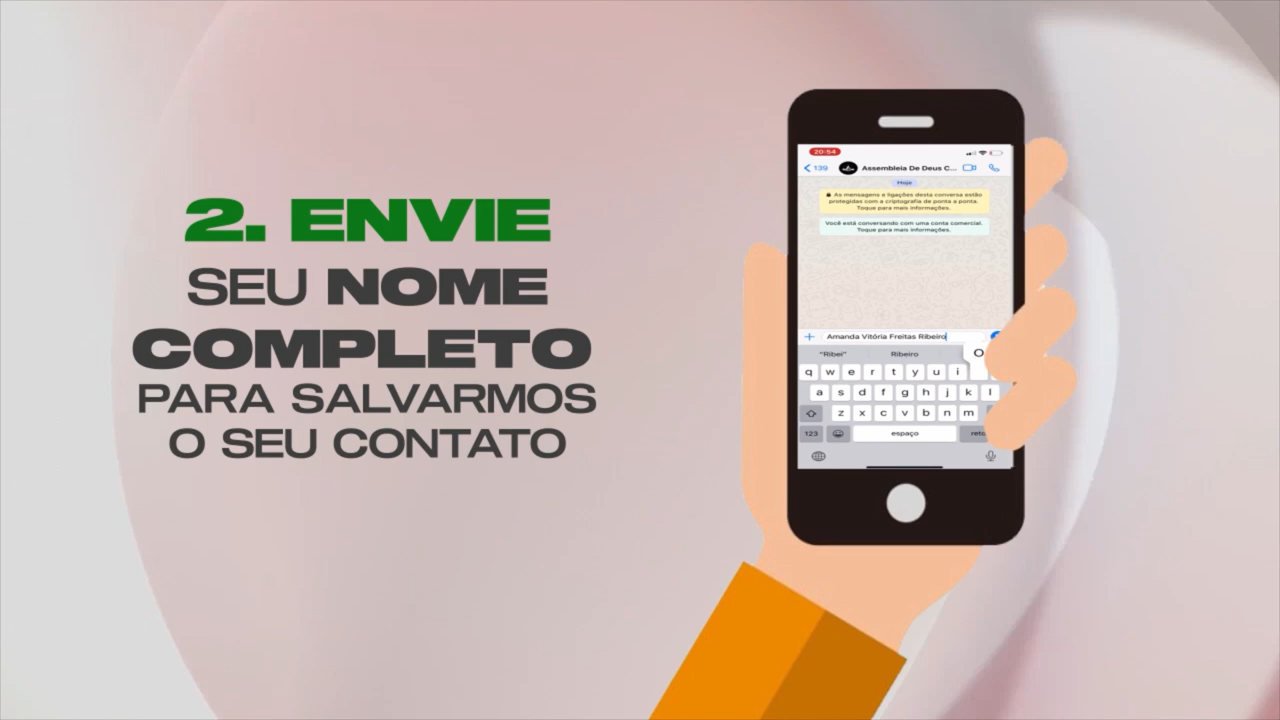 2. ENVIE
SEU NOME
COMPLETO
PARA SALVARMOS
O SEU CONTATO
20:54
139
Assembleia De Deus C...
Hoje
As mensagens e ligações desta conversa estão
protegidas com a criptografia de ponta a ponta.
Toque para mais informações.
Você está conversando com uma conta comercial.
Toque para mais informações.
Amanda Vitória Freitas Ribeiro
"Ribei" Ribeiro
O
q w e r t y u i
a s d f g h j k l
z x c v b n m
123 espaço